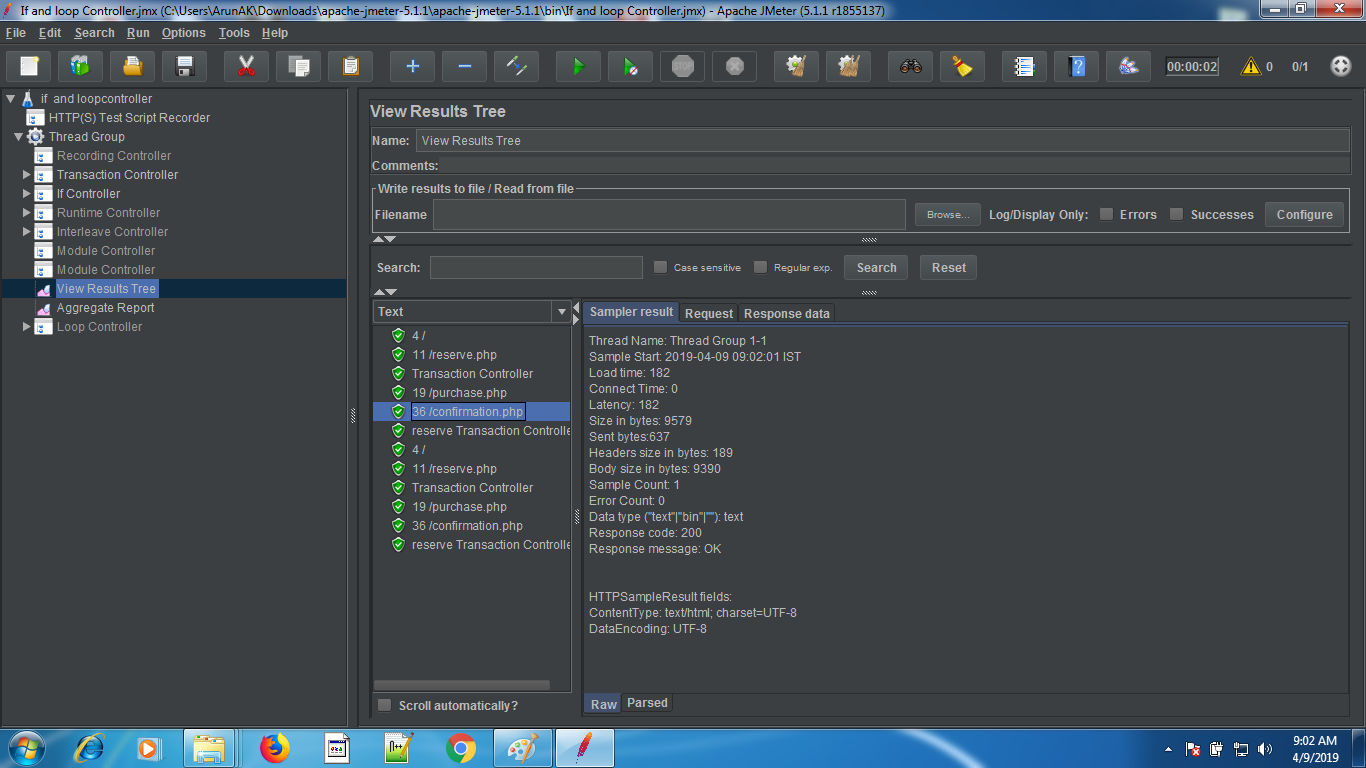 If and loop Controller.jmx (C:\Users\ArunAK\Downloads\apache-jmeter-5.1.1\apache-jmeter-5.1.1\bin\If and loop Controller.jmx) - Apache JMeter (5.1.1 r1855137)
File Edit Search Run Options Tools Help
STOP 00:00:02 0 0/1
if and loopcontroller
HTTP(S) Test Script Recorder
Thread Group
Recording Controller
Transaction Controller
If Controller
Runtime Controller
Interleave Controller
Module Controller
Module Controller
View Results Tree
Aggregate Report
Loop Controller
View Results Tree
Name: View Results Tree
Comments:
Write results to file / Read from file
Filename Browse... Log/Display Only: Errors Successes Configure
Search: Case sensitive Regular exp. Search Reset
Text
4 /
11 /reserve.php
Transaction Controller
19 /purchase.php
36 /confirmation.php
reserve Transaction Controlle
4 /
11 /reserve.php
Transaction Controller
19 /purchase.php
36 /confirmation.php
reserve Transaction Controlle
Scroll automatically?
Sampler result Request Response data
Thread Name: Thread Group 1-1
Sample Start: 2019-04-09 09:02:01 IST
Load time: 182
Connect Time: 0
Latency: 182
Size in bytes: 9579
Sent bytes:637
Headers size in bytes: 189
Body size in bytes: 9390
Sample Count: 1
Error Count: 0
Data type ("text"|"bin"|""): text
Response code: 200
Response message: OK
HTTPSampleResult fields:
ContentType: text/html; charset=UTF-8
DataEncoding: UTF-8
Raw Parsed
9:02 AM
4/9/2019